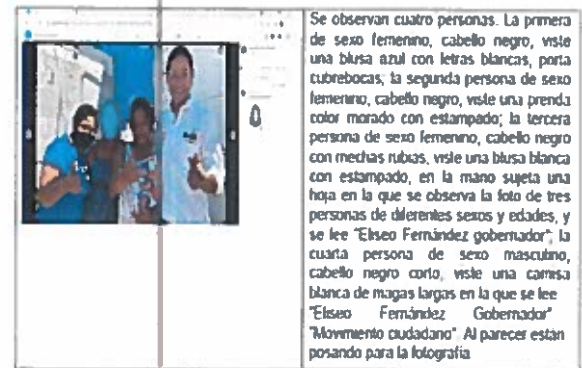 Se observan cuatro personas. La primera
de sexo femenino, cabello negro, viste
una blusa azul con letras blancas, porta
cubrebocas; la segunda persona de sexo
femenino, cabello negro, viste una prenda
color morado con estampado; la tercera
persona de sexo femenino, cabello negro
con mechas rubias, viste una blusa blanca
con estampado, en la mano sujeta una
hoja en la que se observa la foto de tres
personas de diferentes sexos y edades, y
se lee "Eliseo Fernández gobernador"; la
cuarta persona de sexo masculino,
cabello negro corto, viste una camisa
blanca de magas largas en la que se lee
"Eliseo Fernández Gobernador"
"Movimiento ciudadano". Al parecer están
posando para la fotografía